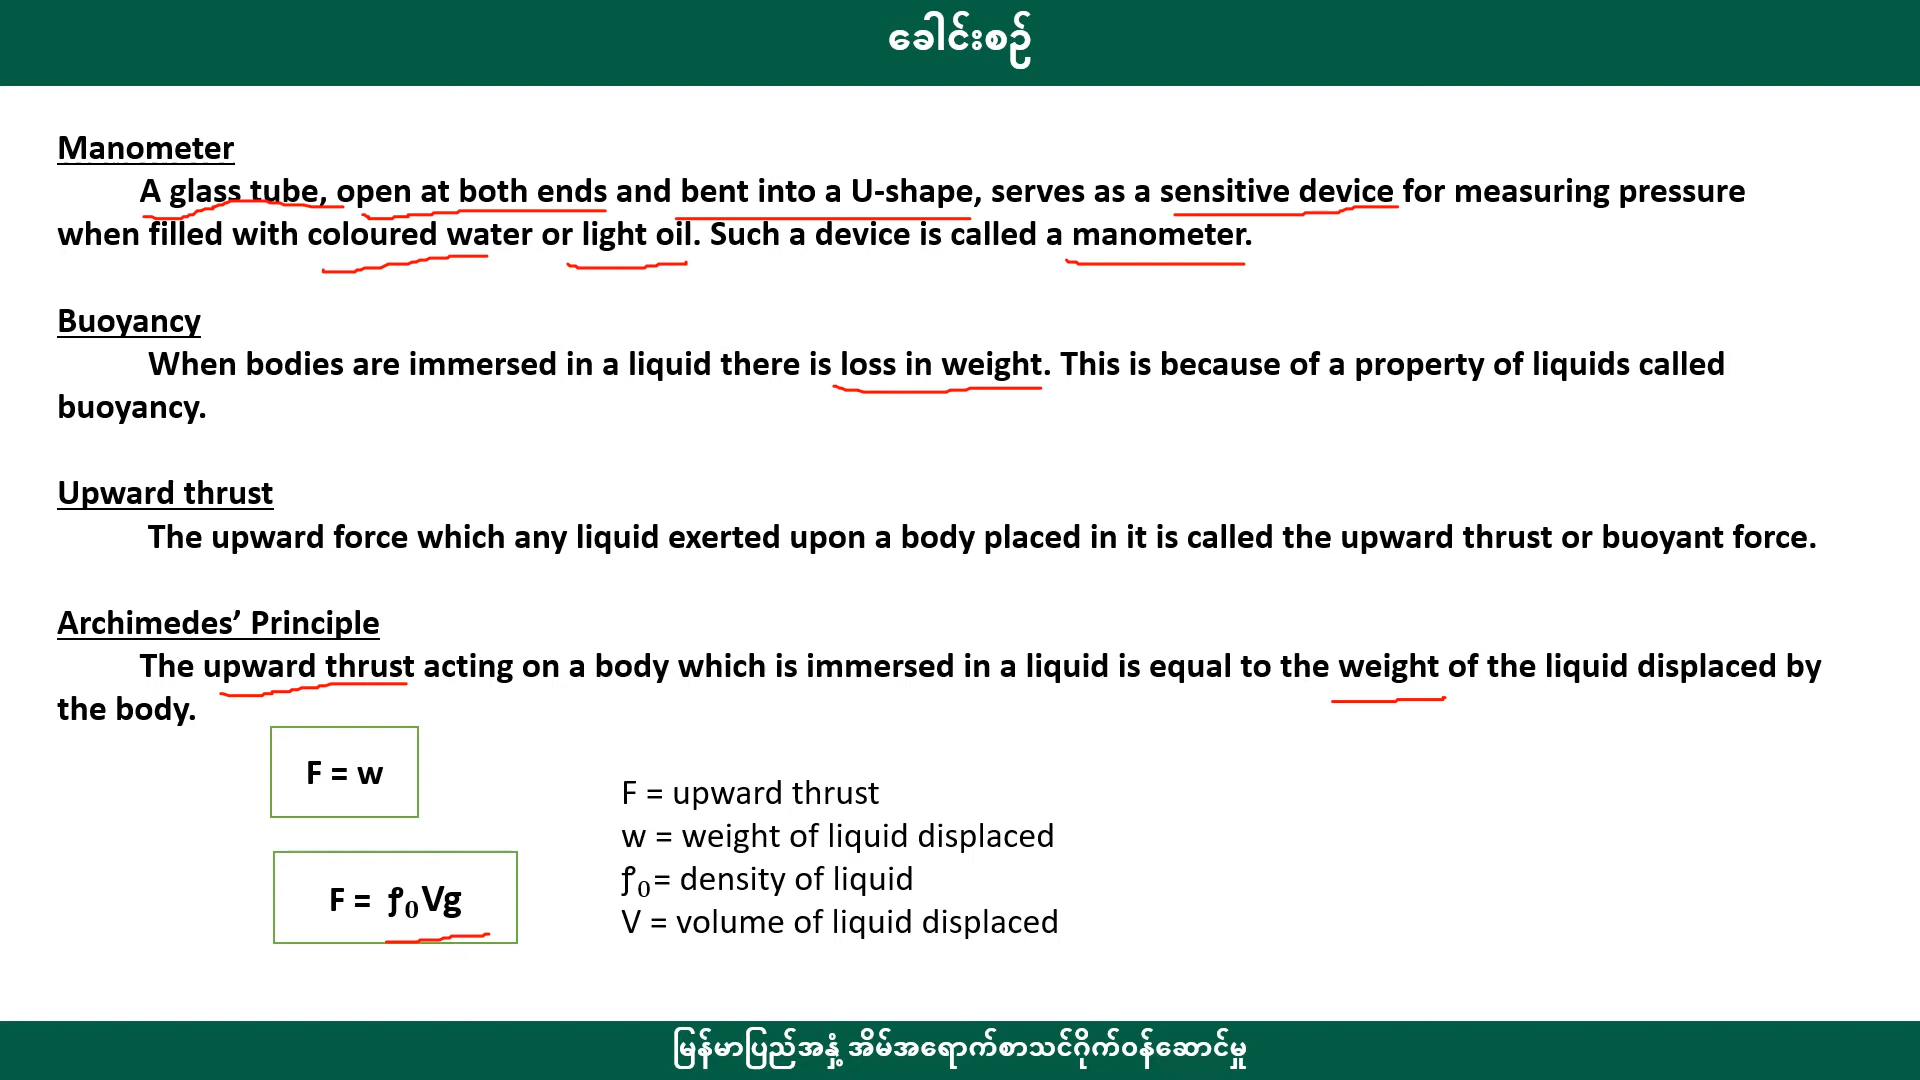 ခေါင်းစဉ်
Manometer
A glass tube, open at both ends and bent into a U-shape, serves as a sensitive device for measuring pressure
when filled with coloured water or light oil. Such a device is called a manometer.
Buoyancy
When bodies are immersed in a liquid there is loss in weight. This is because of a property of liquids called
buoyancy.
Upward thrust
The upward force which any liquid exerted upon a body placed in it is called the upward thrust or buoyant force.
Archimedes’ Principle
The upward thrust acting on a body which is immersed in a liquid is equal to the weight of the liquid displaced by
the body.
F = w
F = ƥ₀Vg
F = upward thrust
w = weight of liquid displaced
ƥ₀= density of liquid
V = volume of liquid displaced
မြန်မာပြည်အနှံ့ အိမ်အရောက်စာသင်ဂိုက်ဝန်ဆောင်မှု